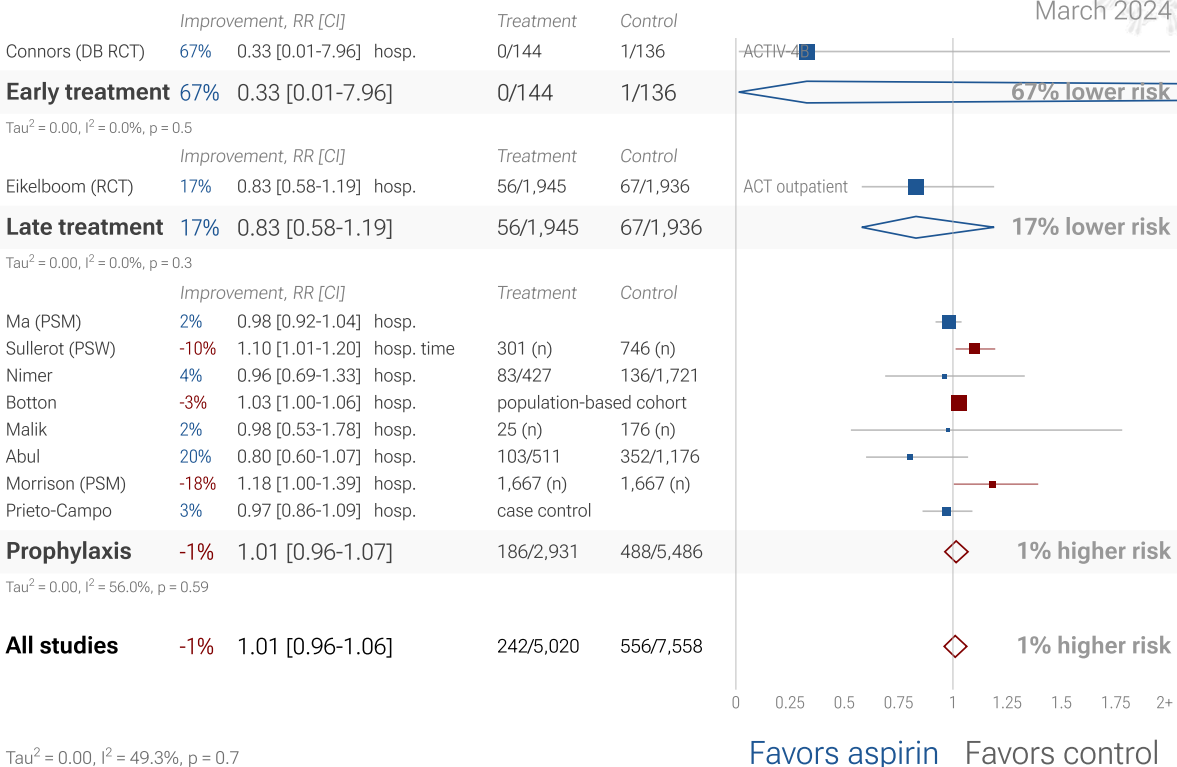 March 2024
Improvement, RR [CI] Treatment Control
Connors (DB RCT) 67% 0.33 [0.01-7.96] hosp. 0/144 1/136 ACTIV-4B
Early treatment 67% 0.33 [0.01-7.96] 0/144 1/136 67% lower risk
Tau² = 0.00, I² = 0.0%, p = 0.5
Improvement, RR [CI] Treatment Control
Eikelboom (RCT) 17% 0.83 [0.58-1.19] hosp. 56/1,945 67/1,936 ACT outpatient
Late treatment 17% 0.83 [0.58-1.19] 56/1,945 67/1,936 17% lower risk
Tau² = 0.00, I² = 0.0%, p = 0.3
Improvement, RR [CI] Treatment Control
Ma (PSM) 2% 0.98 [0.92-1.04] hosp.
Sullerot (PSW) -10% 1.10 [1.01-1.20] hosp. time 301 (n) 746 (n)
Nimer 4% 0.96 [0.69-1.33] hosp. 83/427 136/1,721
Botton -3% 1.03 [1.00-1.06] hosp. population-based cohort
Malik 2% 0.98 [0.53-1.78] hosp. 25 (n) 176 (n)
Abul 20% 0.80 [0.60-1.07] hosp. 103/511 352/1,176
Morrison (PSM) -18% 1.18 [1.00-1.39] hosp. 1,667 (n) 1,667 (n)
Prieto-Campo 3% 0.97 [0.86-1.09] hosp. case control
Prophylaxis -1% 1.01 [0.96-1.07] 186/2,931 488/5,486 1% higher risk
Tau² = 0.00, I² = 56.0%, p = 0.59
All studies -1% 1.01 [0.96-1.06] 242/5,020 556/7,558 1% higher risk
0 0.25 0.5 0.75 1 1.25 1.5 1.75 2+
Tau² = 0.00, I² = 49.3%, p = 0.7 Favors aspirin Favors control